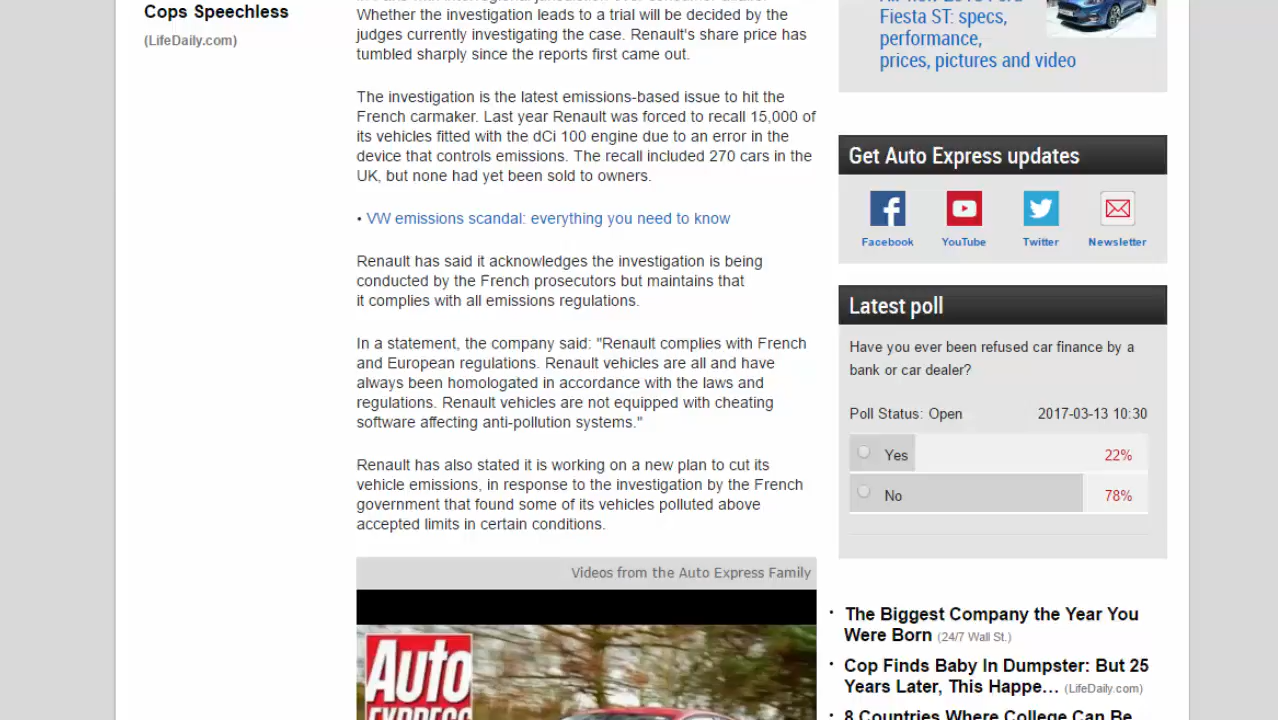 Cops Speechless
(LifeDaily.com)
Whether the investigation leads to a trial will be decided by the
judges currently investigating the case. Renault's share price has
tumbled sharply since the reports first came out.
The investigation is the latest emissions-based issue to hit the
French carmaker. Last year Renault was forced to recall 15,000 of
its vehicles fitted with the dCi 100 engine due to an error in the
device that controls emissions. The recall included 270 cars in the
UK, but none had yet been sold to owners.
• VW emissions scandal: everything you need to know
Renault has said it acknowledges the investigation is being
conducted by the French prosecutors but maintains that
it complies with all emissions regulations.
In a statement, the company said: "Renault complies with French
and European regulations. Renault vehicles are all and have
always been homologated in accordance with the laws and
regulations. Renault vehicles are not equipped with cheating
software affecting anti-pollution systems."
Renault has also stated it is working on a new plan to cut its
vehicle emissions, in response to the investigation by the French
government that found some of its vehicles polluted above
accepted limits in certain conditions.
Videos from the Auto Express Family
Auto
EXPRESS
Fiesta ST: specs,
performance,
prices, pictures and video
Get Auto Express updates
Facebook
YouTube
Twitter
Newsletter
Latest poll
Have you ever been refused car finance by a
bank or car dealer?
Poll Status: Open 2017-03-13 10:30
Yes 22%
No 78%
· The Biggest Company the Year You
Were Born (24/7 Wall St.)
· Cop Finds Baby In Dumpster: But 25
Years Later, This Happe… (LifeDaily.com)
· 8 Countries Where College Can Be